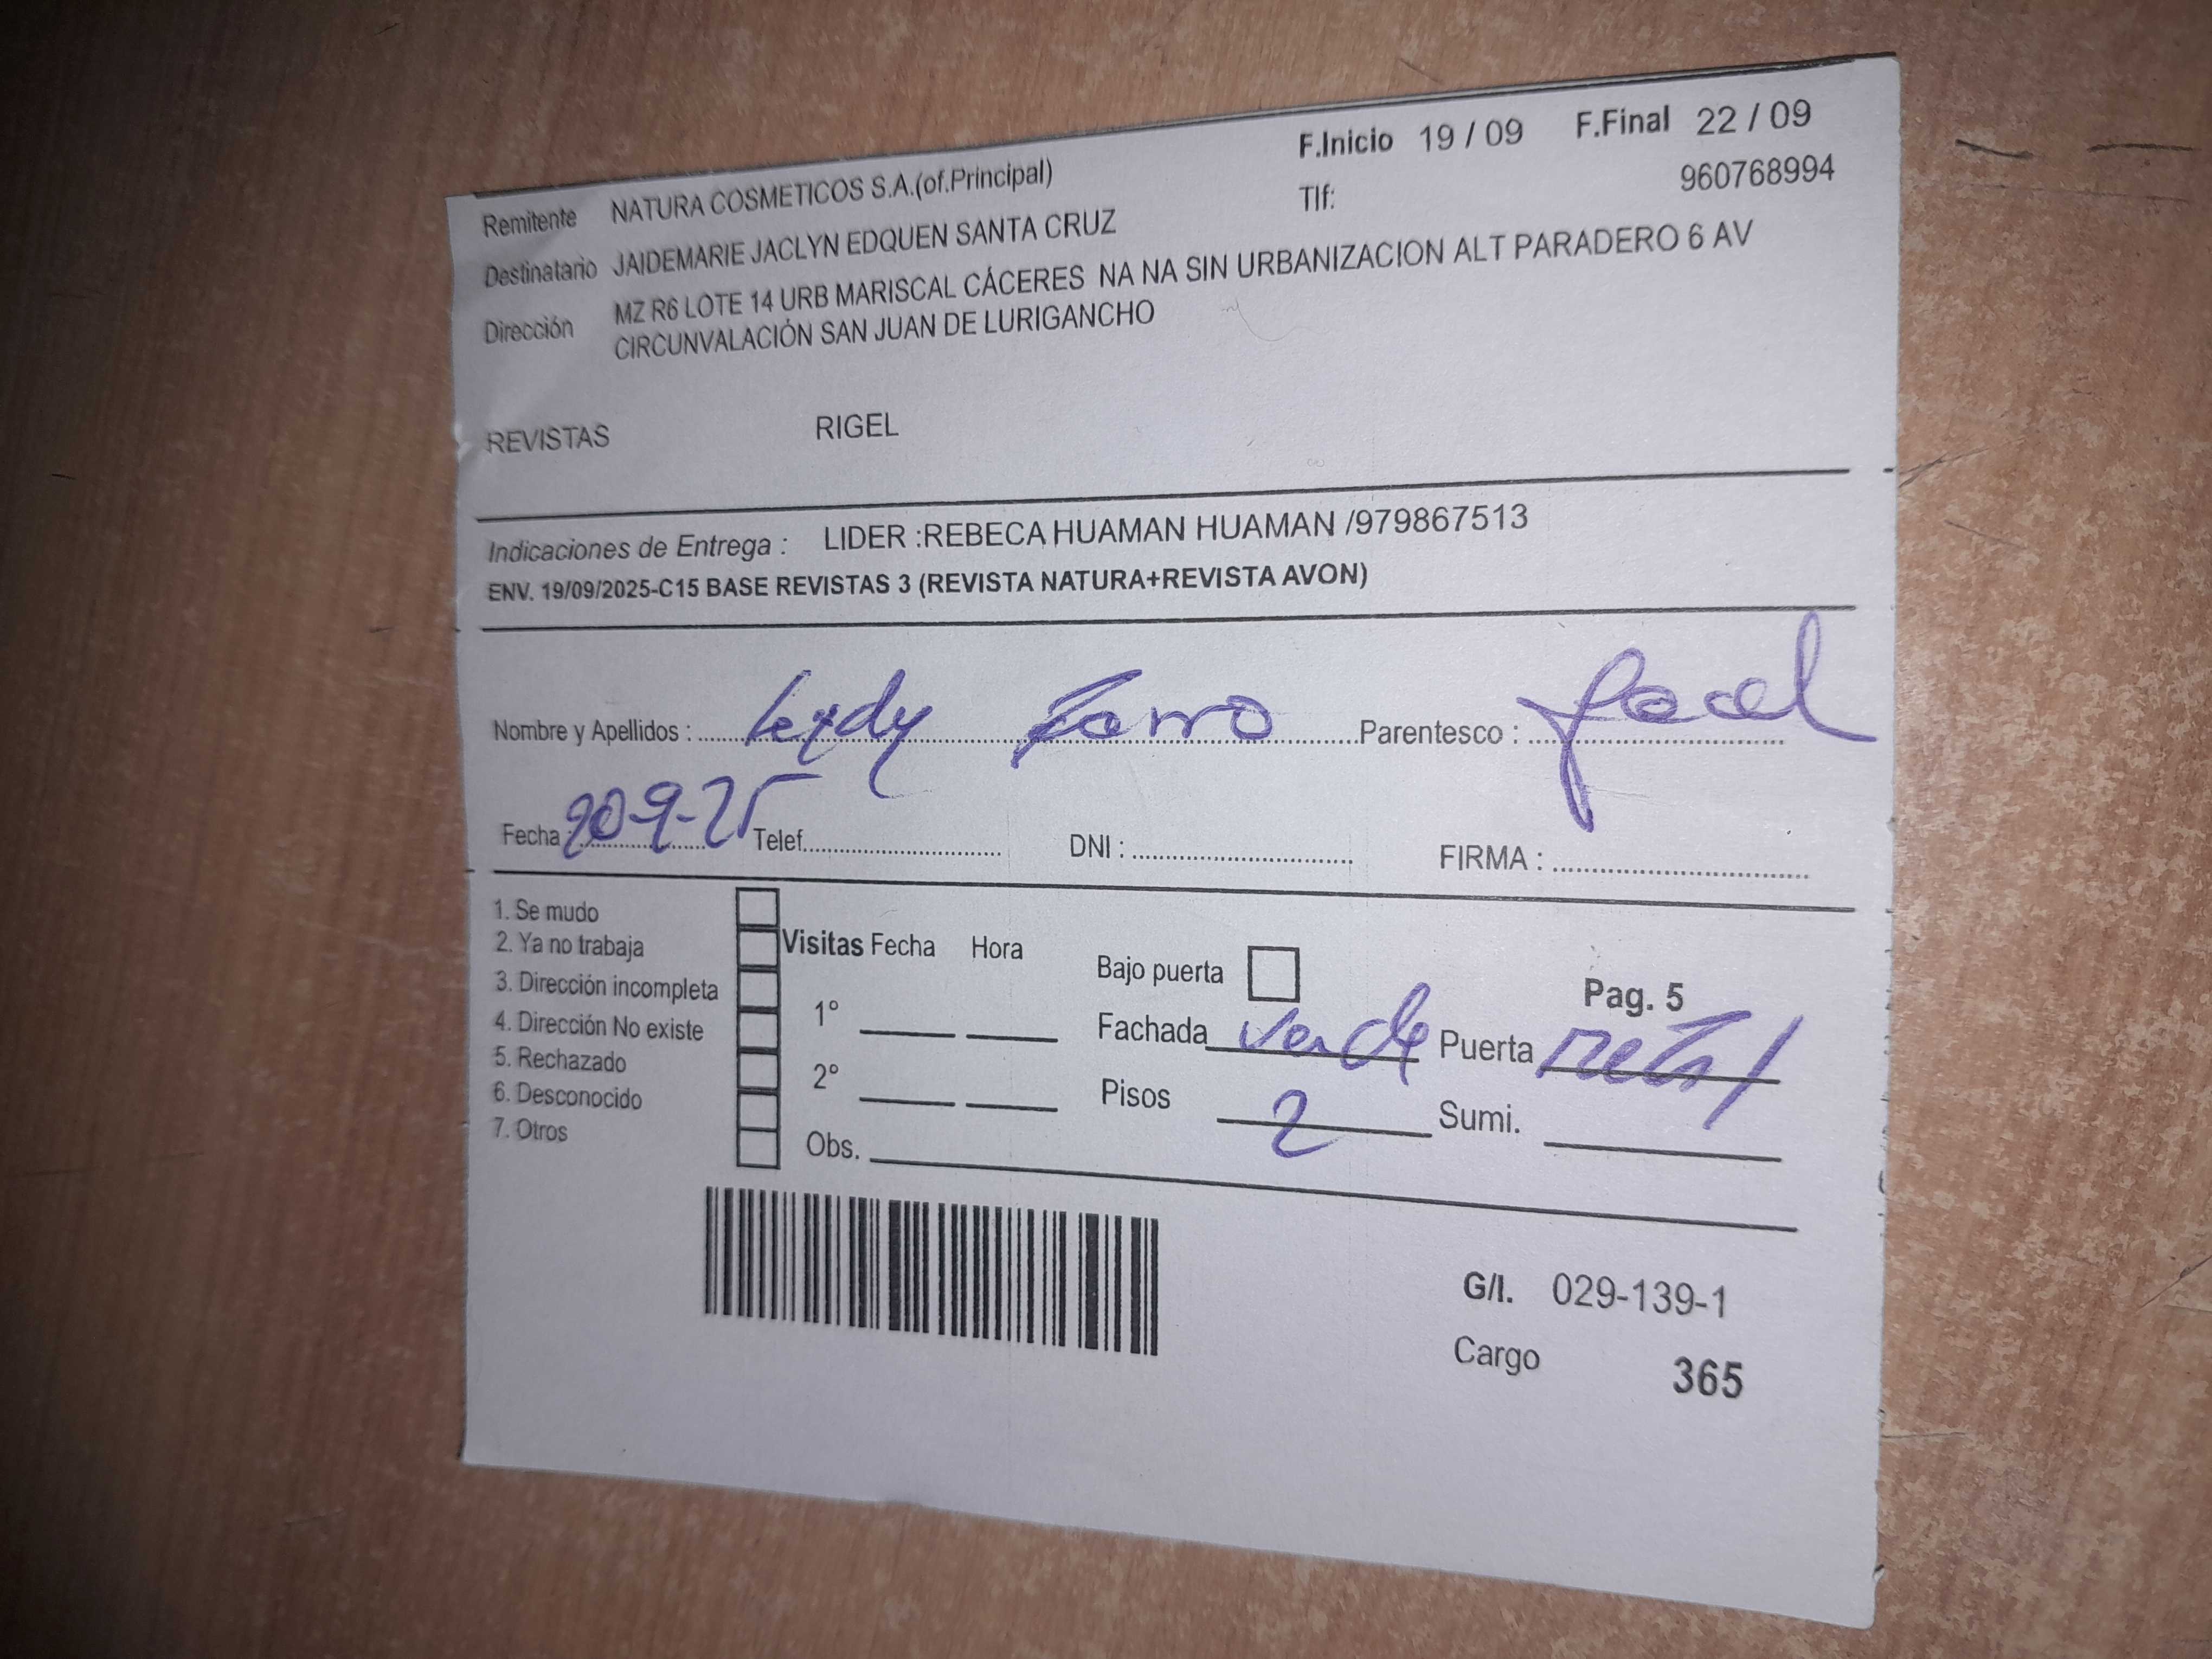 F.Inicio 19 / 09 F.Final 22 / 09
Remitente NATURA COSMETICOS S.A.(of.Principal) Tlf: 960768994
Destinatario JAIDEMARIE JACLYN EDQUEN SANTA CRUZ
Dirección MZ R6 LOTE 14 URB MARISCAL CÁCERES NA NA SIN URBANIZACION ALT PARADERO 6 AV
CIRCUNVALACIÓN SAN JUAN DE LURIGANCHO
REVISTAS RIGEL
Indicaciones de Entrega : LIDER :REBECA HUAMAN HUAMAN /979867513
ENV. 19/09/2025-C15 BASE REVISTAS 3 (REVISTA NATURA+REVISTA AVON)
Nombre y Apellidos : Parentesco :
Fecha : 20-9-25 Telef. DNI : FIRMA :
1. Se mudo
2. Ya no trabaja
3. Dirección incompleta
4. Dirección No existe
5. Rechazado
6. Desconocido
7. Otros
Visitas Fecha Hora
1º
2º
Obs.
Bajo puerta
Pag. 5
Fachada verde Puerta metal
Pisos 2 Sumi.
G/I. 029-139-1
Cargo 365